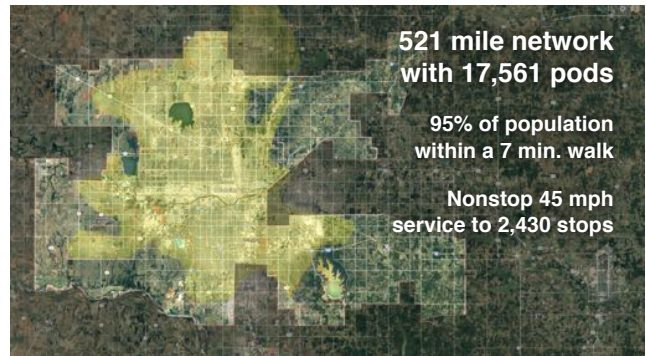 521 mile network
with 17,561 pods
95% of population
within a 7 min. walk
Nonstop 45 mph
service to 2,430 stops